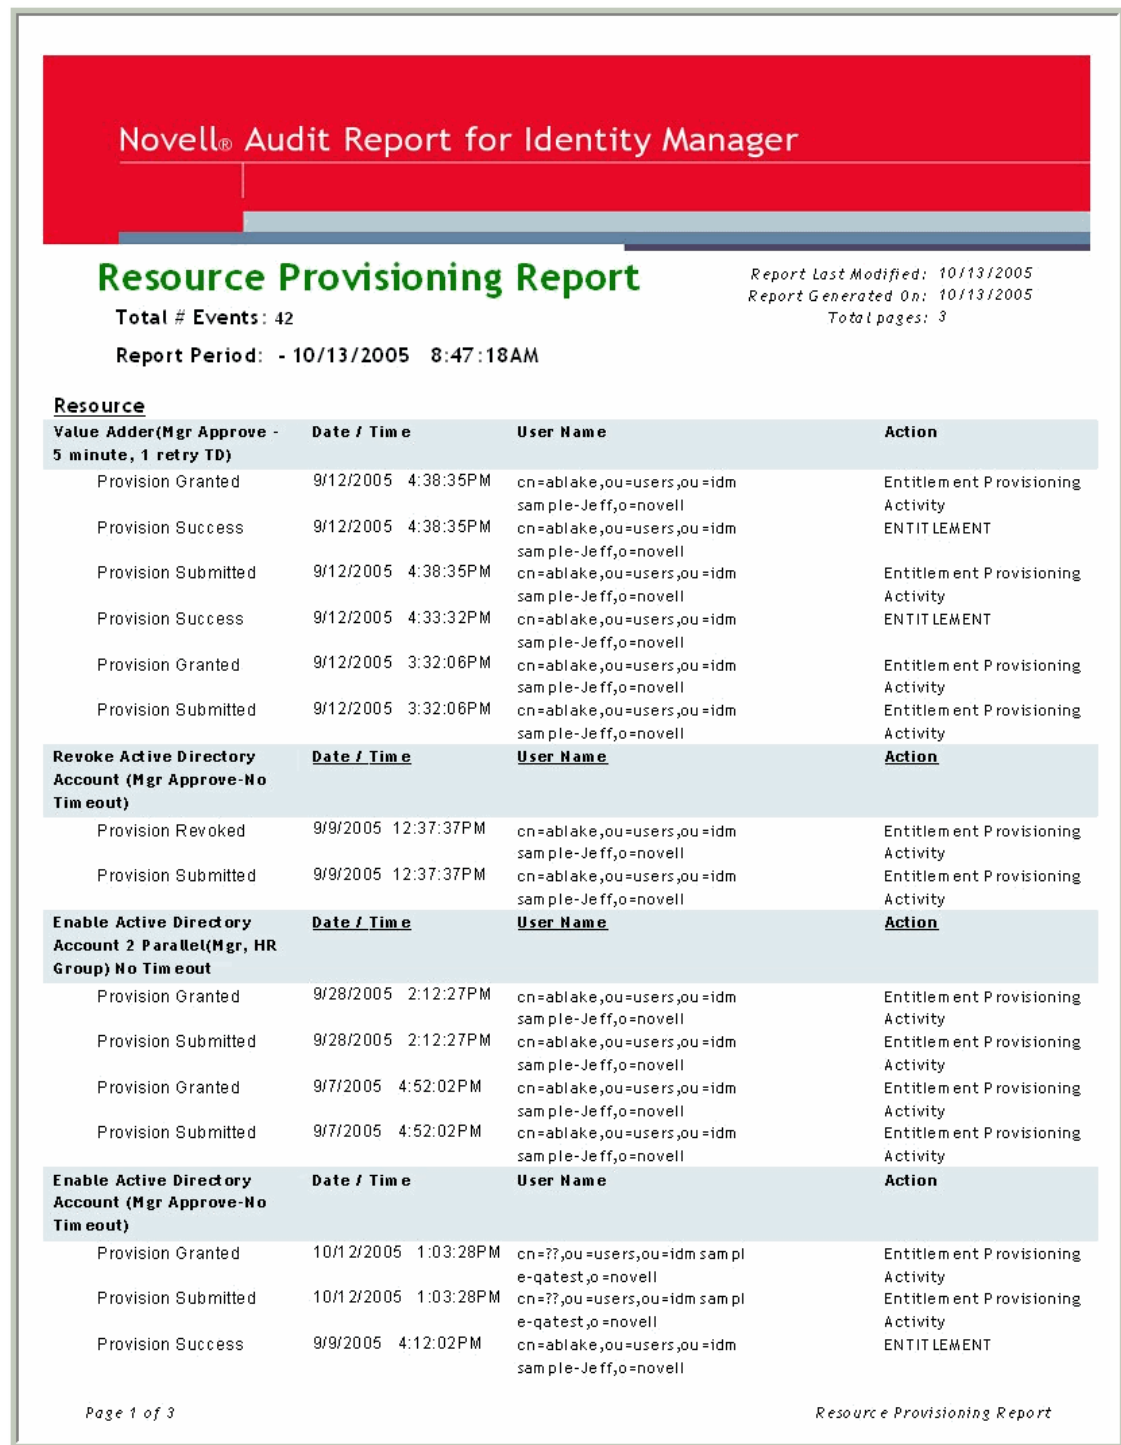 Novell® Audit Report for Identity Manager
Resource Provisioning Report
Report Last Modified: 10/13/2005
Report Generated On: 10/13/2005
Total pages: 3
Total # Events: 42
Report Period: - 10/13/2005 8:47:18AM
Resource
Value Adder(Mgr Approve - Date / Time User Name Action
5 minute, 1 retry TD)
Provision Granted 9/12/2005 4:38:35PM cn=ablake,ou=users,ou=idm Entitlement Provisioning
sample-Jeff,o=novell Activity
Provision Success 9/12/2005 4:38:35PM cn=ablake,ou=users,ou=idm ENTITLEMENT
sample-Jeff,o=novell
Provision Submitted 9/12/2005 4:38:35PM cn=ablake,ou=users,ou=idm Entitlement Provisioning
sample-Jeff,o=novell Activity
Provision Success 9/12/2005 4:33:32PM cn=ablake,ou=users,ou=idm ENTITLEMENT
sample-Jeff,o=novell
Provision Granted 9/12/2005 3:32:06PM cn=ablake,ou=users,ou=idm Entitlement Provisioning
sample-Jeff,o=novell Activity
Provision Submitted 9/12/2005 3:32:06PM cn=ablake,ou=users,ou=idm Entitlement Provisioning
sample-Jeff,o=novell Activity
Revoke Active Directory Date / Time User Name Action
Account (Mgr Approve-No
Timeout)
Provision Revoked 9/9/2005 12:37:37PM cn=ablake,ou=users,ou=idm Entitlement Provisioning
sample-Jeff,o=novell Activity
Provision Submitted 9/9/2005 12:37:37PM cn=ablake,ou=users,ou=idm Entitlement Provisioning
sample-Jeff,o=novell Activity
Enable Active Directory Date / Time User Name Action
Account 2 Parallel(Mgr, HR
Group) No Timeout
Provision Granted 9/28/2005 2:12:27PM cn=ablake,ou=users,ou=idm Entitlement Provisioning
sample-Jeff,o=novell Activity
Provision Submitted 9/28/2005 2:12:27PM cn=ablake,ou=users,ou=idm Entitlement Provisioning
sample-Jeff,o=novell Activity
Provision Granted 9/7/2005 4:52:02PM cn=ablake,ou=users,ou=idm Entitlement Provisioning
sample-Jeff,o=novell Activity
Provision Submitted 9/7/2005 4:52:02PM cn=ablake,ou=users,ou=idm Entitlement Provisioning
sample-Jeff,o=novell Activity
Enable Active Directory Date / Time User Name Action
Account (Mgr Approve-No
Timeout)
Provision Granted 10/12/2005 1:03:28PM cn=??,ou=users,ou=idmsampl Entitlement Provisioning
e-qatest,o=novell Activity
Provision Submitted 10/12/2005 1:03:28PM cn=??,ou=users,ou=idmsampl Entitlement Provisioning
e-qatest,o=novell Activity
Provision Success 9/9/2005 4:12:02PM cn=ablake,ou=users,ou=idm ENTITLEMENT
sample-Jeff,o=novell
Page 1 of 3 Resource Provisioning Report